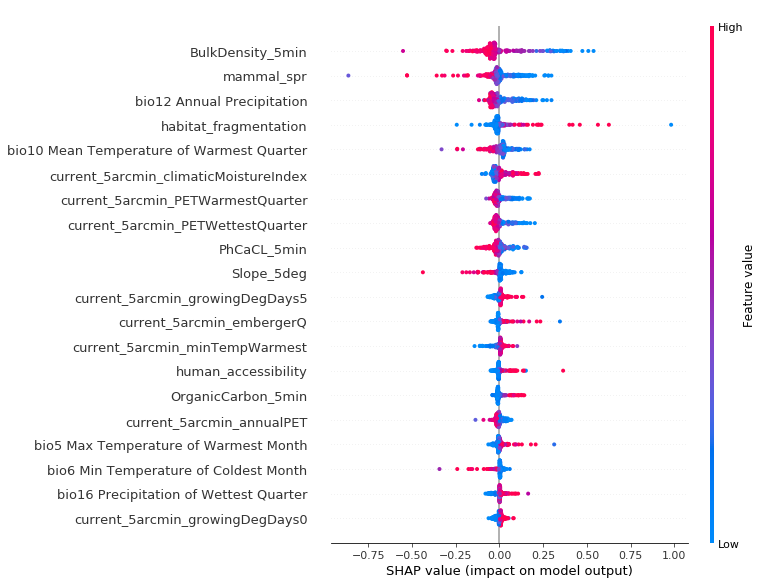 High
BulkDensity_5min
mammal_spr
bio12 Annual Precipitation
habitat_fragmentation
bio10 Mean Temperature of Warmest Quarter
current_5arcmin_climaticMoistureIndex
current_5arcmin_PETWarmestQuarter
current_5arcmin_PETWettestQuarter
PhCaCL_5min
Slope_5deg
current_5arcmin_growingDegDays5
current_5arcmin_embergerQ
current_5arcmin_minTempWarmest
human_accessibility
OrganicCarbon_5min
current_5arcmin_annualPET
bio5 Max Temperature of Warmest Month
bio6 Min Temperature of Coldest Month
bio16 Precipitation of Wettest Quarter
current_5arcmin_growingDegDays0
Feature value
Low
−0.75 −0.50 −0.25 0.00 0.25 0.50 0.75 1.00
SHAP value (impact on model output)